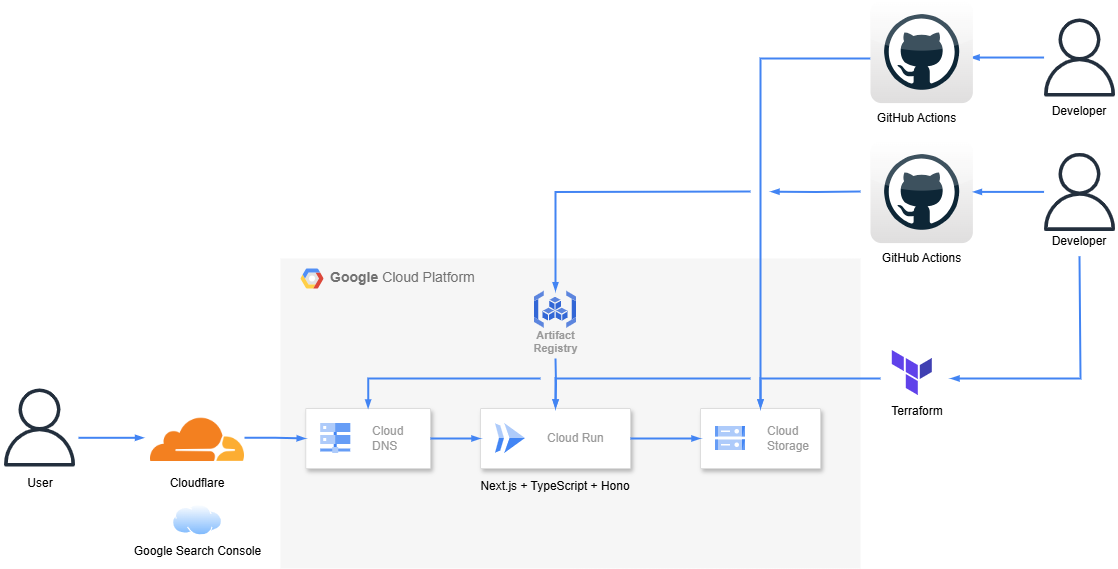 GitHub Actions
Developer
GitHub Actions
Developer
Google Cloud Platform
Artifact
Registry
Terraform
Cloud
DNS
Cloud Run
Cloud
Storage
User
Cloudflare
Next.js + TypeScript + Hono
Google Search Console